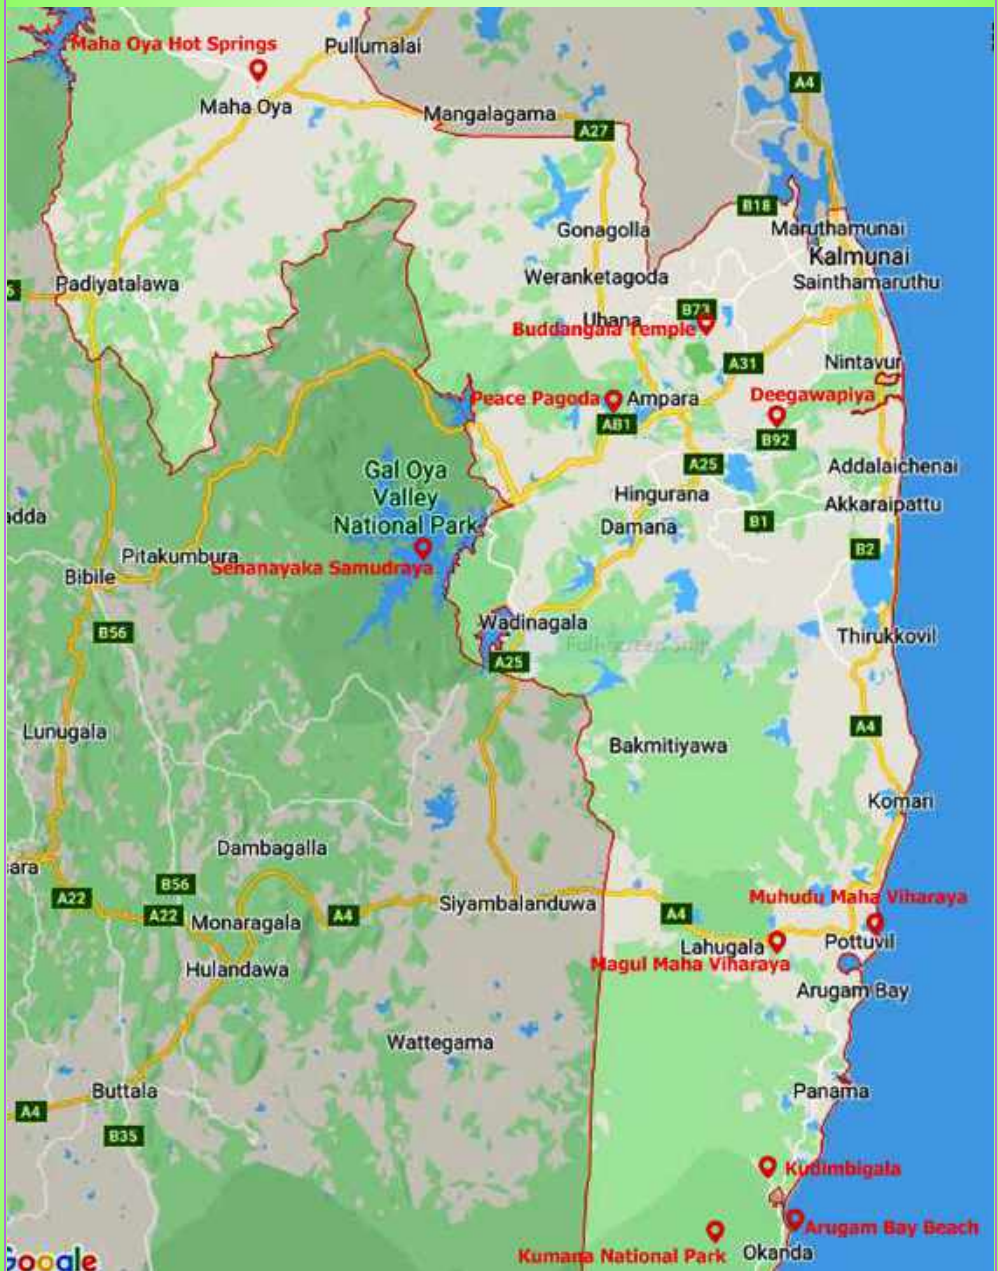 Maha Oya Hot Springs
Pullumalai
A4
Maha Oya
Mangalagama
A27
B18
Gonagolla
Maruthamunai
Kalmunai
Weranketagoda
Padiyatalawa
Sainthamaruthu
B73
Uhana
Buddangala Temple
A31
Nintavur
Peace Pagoda
Ampara
Deegawapiya
AB1
B92
Gal Oya
Valley
National Park
A25
Addalaichenai
Hingurana
Akkaraipattu
adda
Damana
B1
B2
Pitakumbura
Senanayaka Samudraya
Bibile
Wadinagala
B56
Thirukkovil
A25
Lunugala
A4
Bakmitiyawa
Komari
Dambagalla
ara
B56
A22
A22
Monaragala
A4
Siyambalanduwa
A4
Muhudu Maha Viharaya
Lahugala
Pottuvil
Magul Maha Viharaya
Hulandawa
Arugam Bay
Wattegama
Buttala
Panama
A4
B35
Kudimbigala
Arugam Bay Beach
Kumana National Park
Okanda
Google